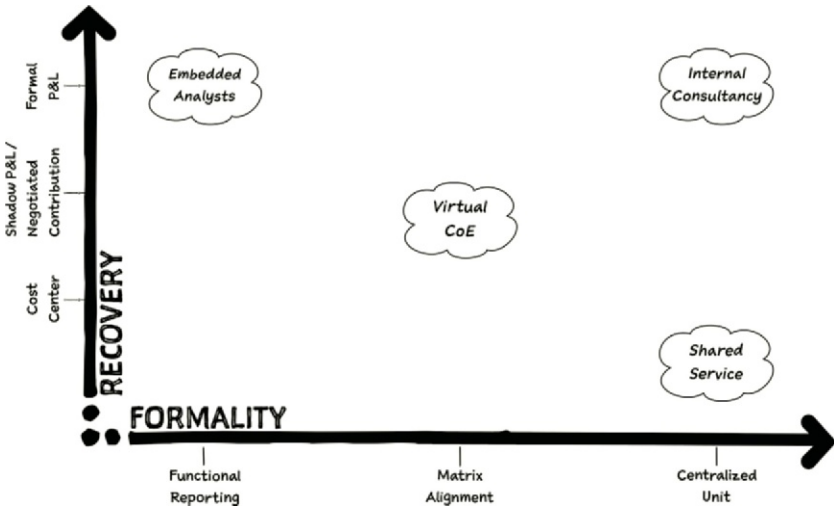 Formal
P&L
Shadow P&L/
Negotiated
Contribution
Cost
Center
RECOVERY
Embedded
Analysts
Internal
Consultancy
Virtual
CoE
Shared
Service
FORMALITY
Functional
Reporting
Matrix
Alignment
Centralized
Unit